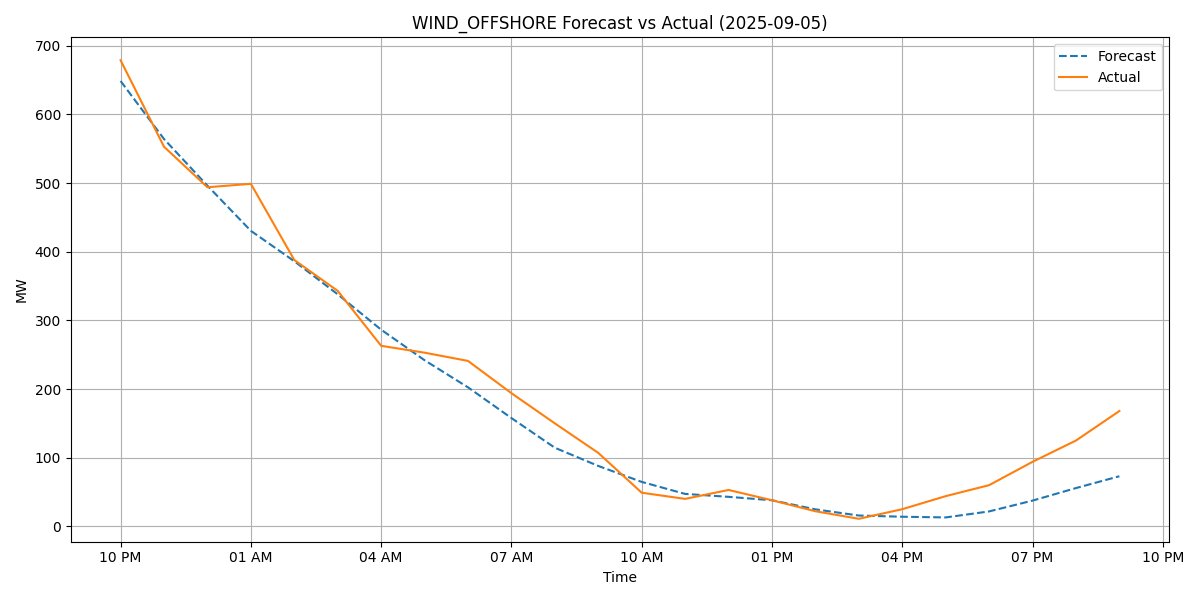 WIND_OFFSHORE Forecast vs Actual (2025-09-05)
Forecast
Actual
MW
700
600
500
400
300
200
100
0
10 PM 01 AM 04 AM 07 AM 10 AM 01 PM 04 PM 07 PM 10 PM
Time